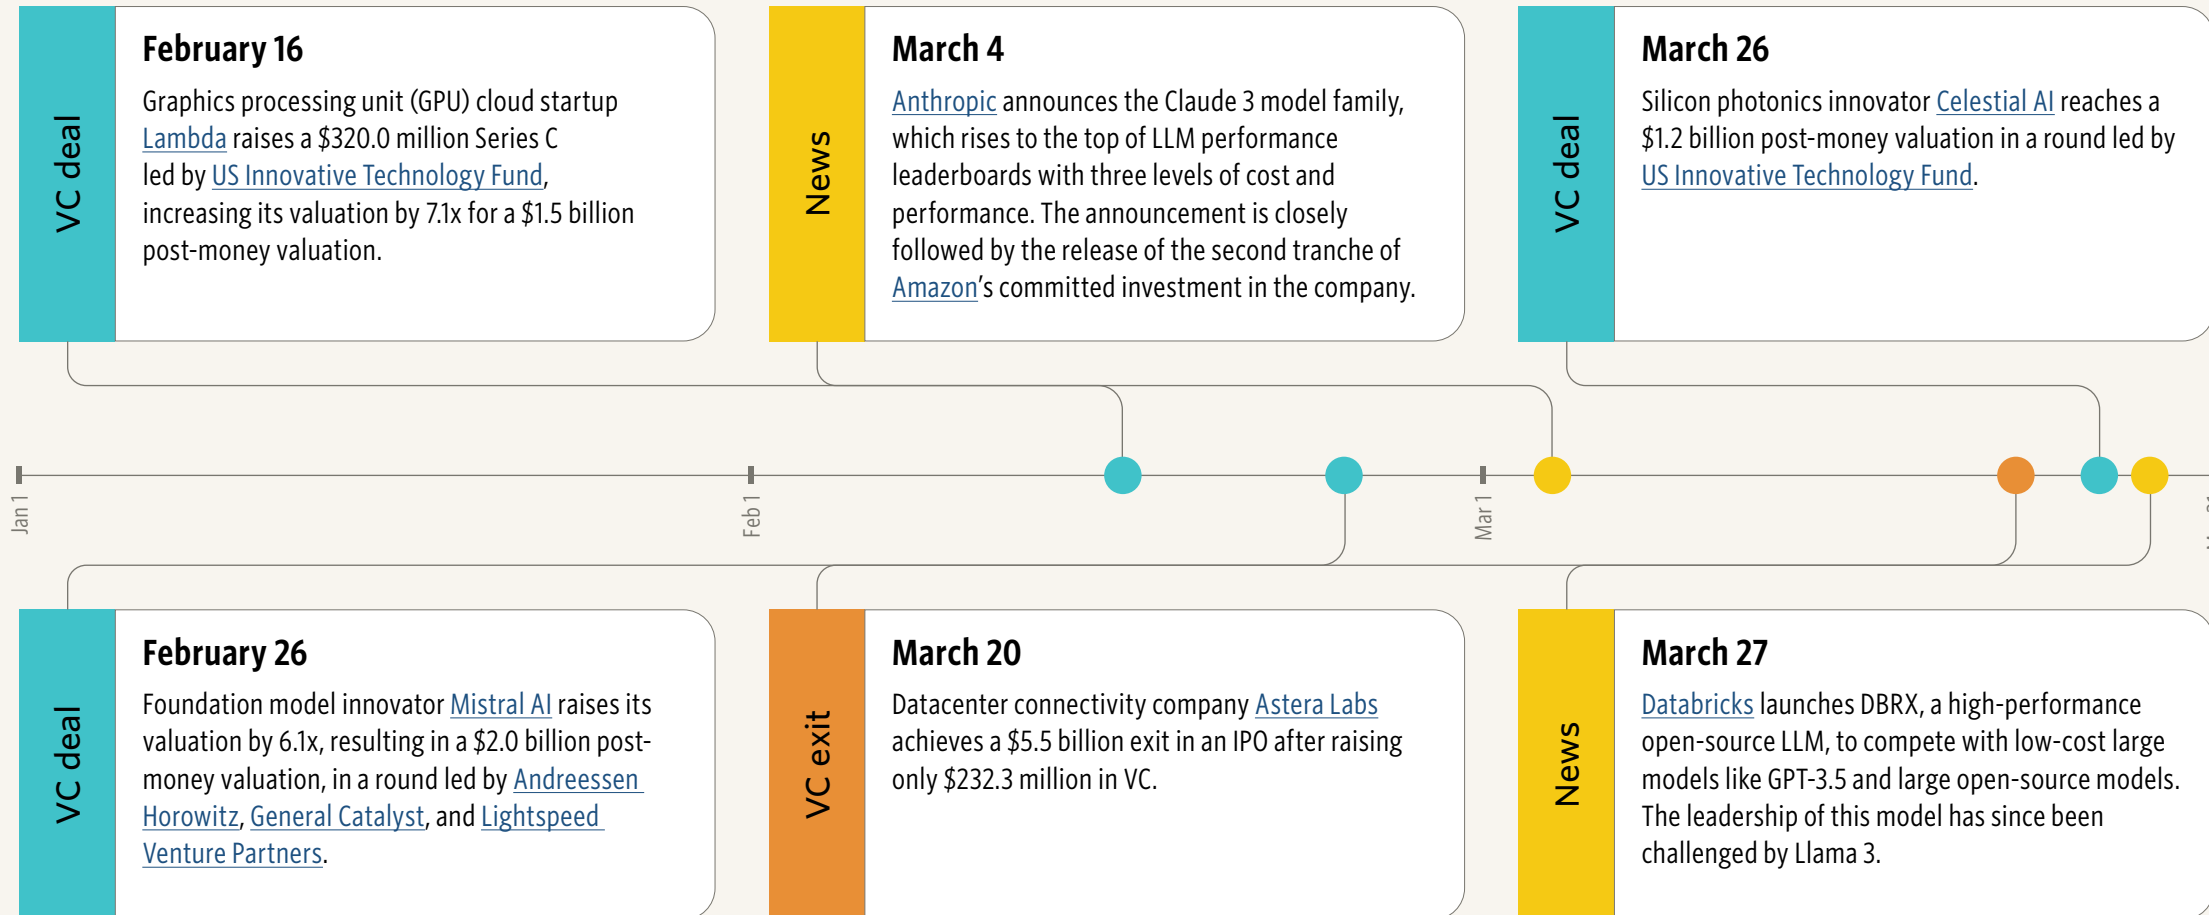 VC deal
February 16
Graphics processing unit (GPU) cloud startup
Lambda raises a $320.0 million Series C
led by US Innovative Technology Fund,
increasing its valuation by 7.1x for a $1.5 billion
post-money valuation.
News
March 4
Anthropic announces the Claude 3 model family,
which rises to the top of LLM performance
leaderboards with three levels of cost and
performance. The announcement is closely
followed by the release of the second tranche of
Amazon's committed investment in the company.
VC deal
March 26
Silicon photonics innovator Celestial AI reaches a
$1.2 billion post-money valuation in a round led by
US Innovative Technology Fund.
Jan 1
Feb 1
Mar 1
VC deal
February 26
Foundation model innovator Mistral AI raises its
valuation by 6.1x, resulting in a $2.0 billion post-
money valuation, in a round led by Andreessen
Horowitz, General Catalyst, and Lightspeed
Venture Partners.
VC exit
March 20
Datacenter connectivity company Astera Labs
achieves a $5.5 billion exit in an IPO after raising
only $232.3 million in VC.
News
March 27
Databricks launches DBRX, a high-performance
open-source LLM, to compete with low-cost large
models like GPT-3.5 and large open-source models.
The leadership of this model has since been
challenged by Llama 3.